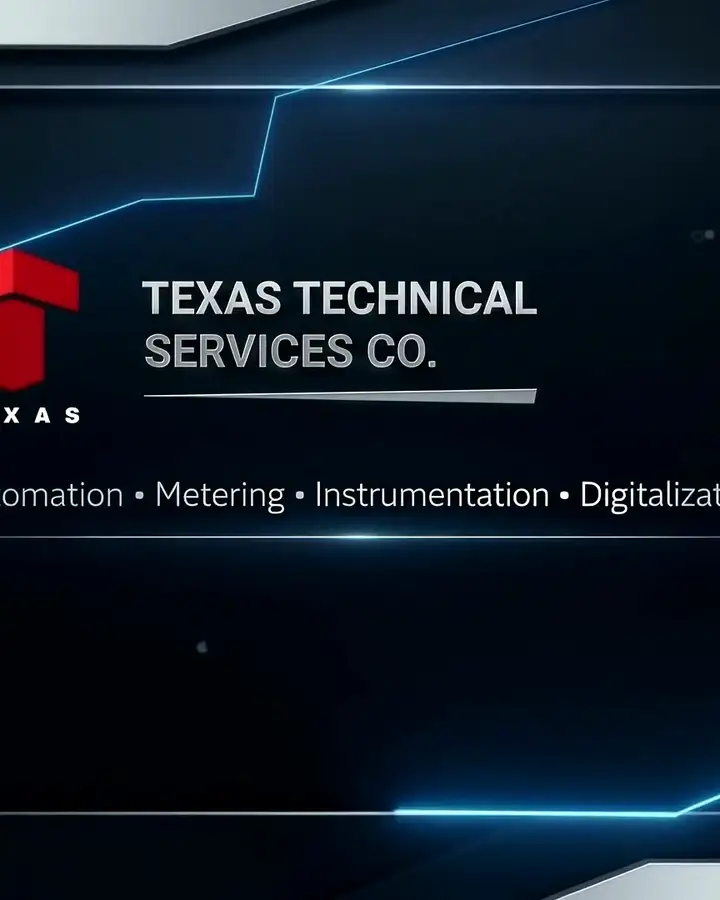 TEXAS TECHNICAL
SERVICES CO.
XAS
omation • Metering • Instrumentation • Digitalizat